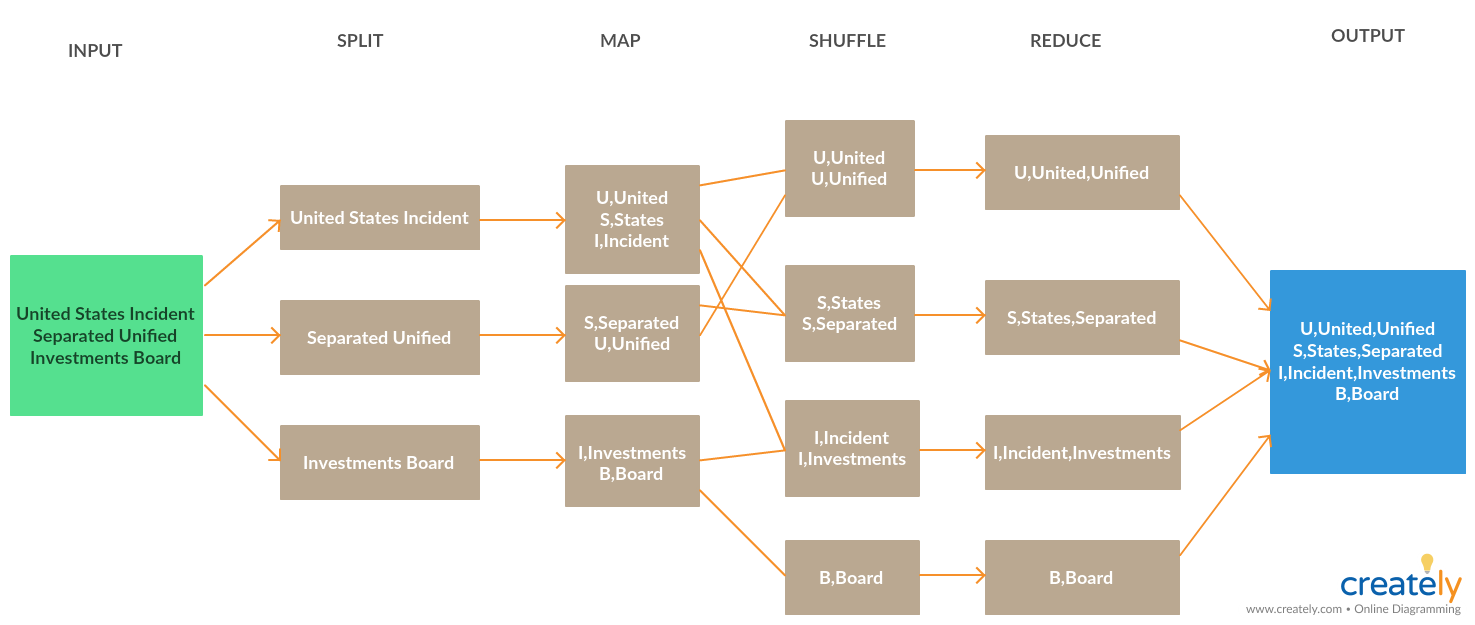 INPUT
SPLIT
MAP
SHUFFLE
REDUCE
OUTPUT
United States Incident
Separated Unified
Investments Board
United States Incident
Separated Unified
Investments Board
U,United
S,States
I,Incident
S,Separated
U,Unified
I,Investments
B,Board
U,United
U,Unified
S,States
S,Separated
I,Incident
I,Investments
B,Board
U,United,Unified
S,States,Separated
I,Incident,Investments
B,Board
U,United,Unified
S,States,Separated
I,Incident,Investments
B,Board
creately
www.creately.com • Online Diagramming